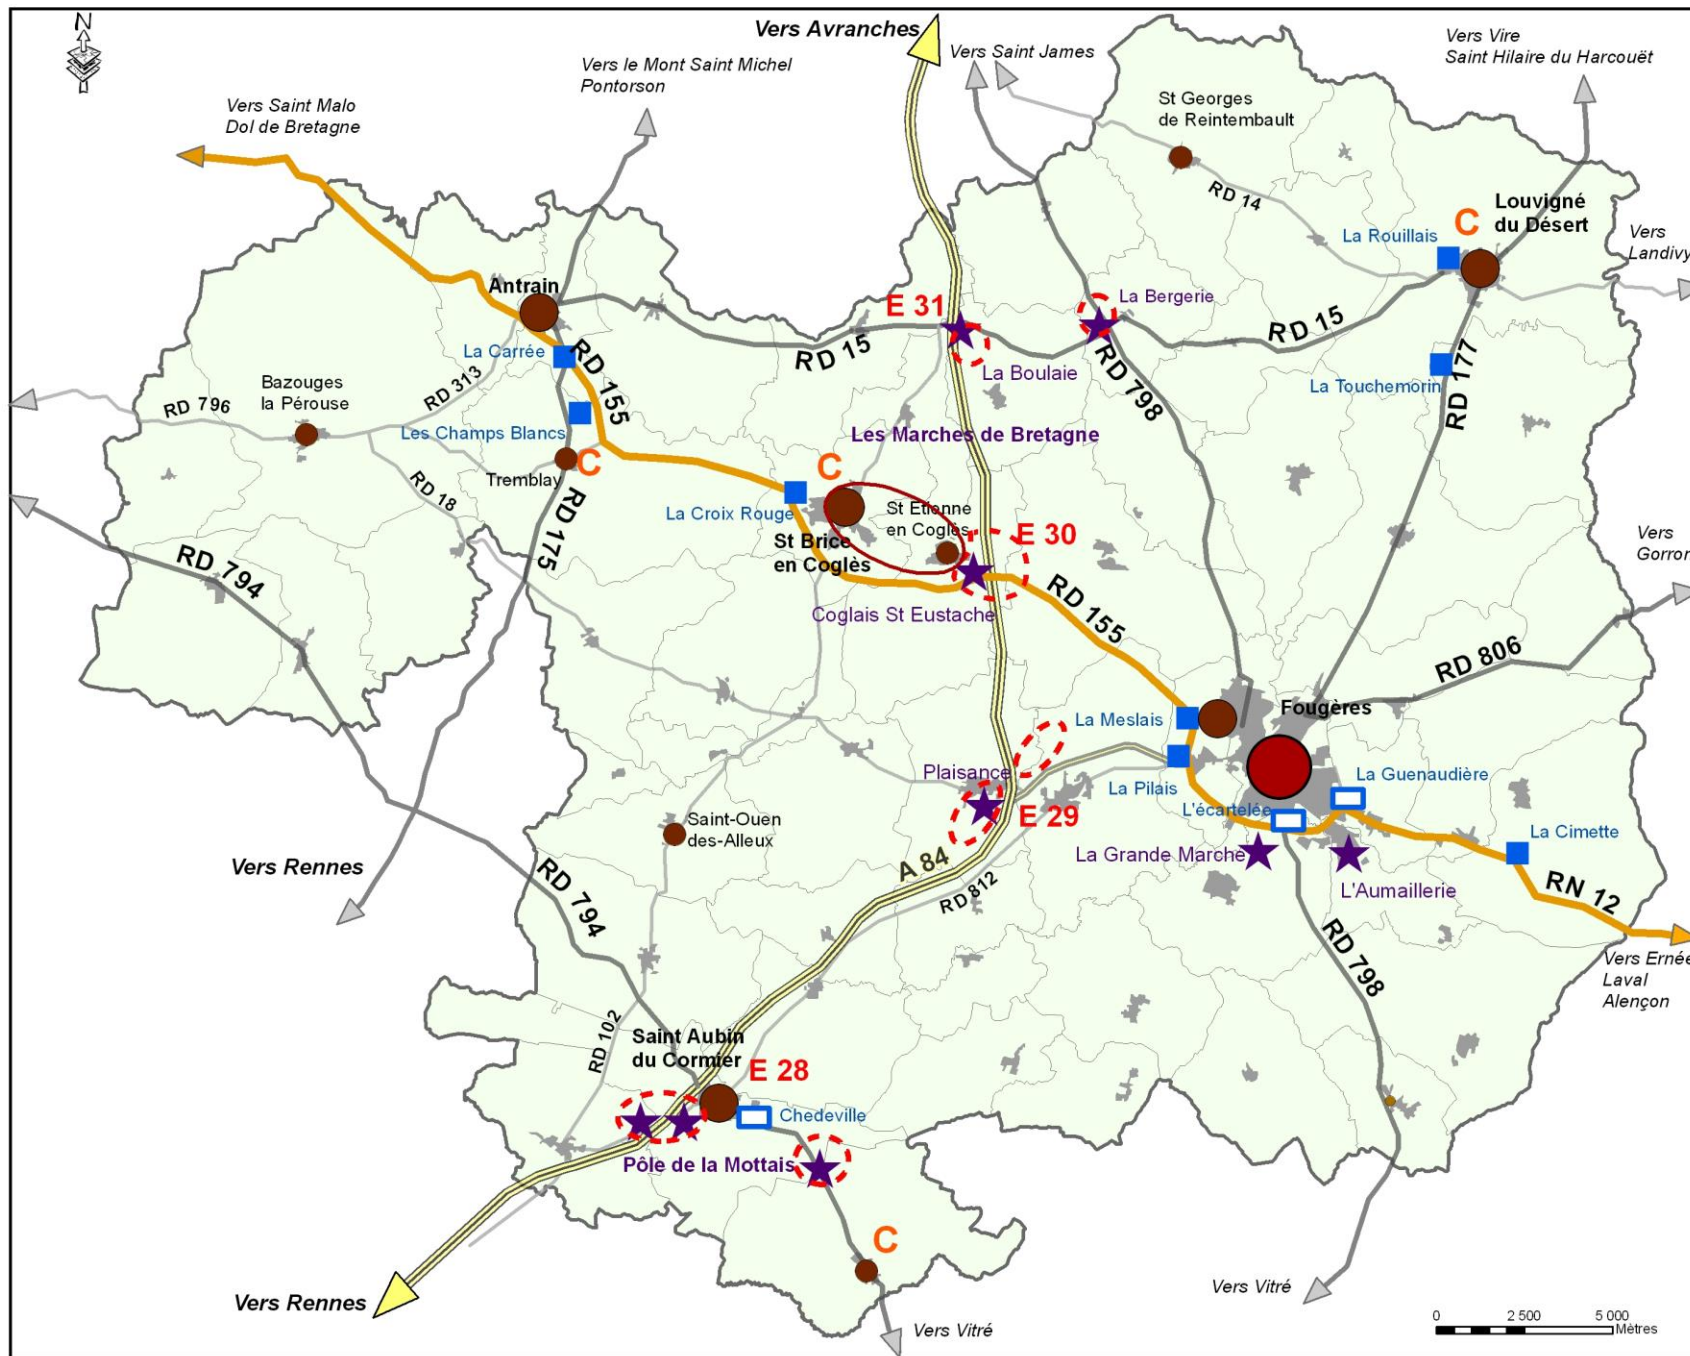 N
Vers Avranches
Vers Saint James
Vers Vire
Saint Hilaire du Harcouët
Vers le Mont Saint Michel
Pontorson
Vers Saint Malo
Dol de Bretagne
St Georges
de Reintembault
RD 14
Louvigné
du Désert
C
La Rouillais
Vers
Landivy
Antrain
E 31
La Bergerie
RD 15
RD 15
La Carrée
RD 155
La Boulaie
RD 798
La Touchemorin
RD 177
Bazouges
la Pérouse
RD 313
RD 796
Les Champs Blancs
Les Marches de Bretagne
Tremblay
C
C
RD 18
La Croix Rouge
St Etienne
en Coglès
RD 175
St Brice
en Coglès
E 30
Vers
Gorron
RD 794
Coglais St Eustache
RD 155
RD 806
La Meslais
Fougères
Plaisance
La Pilais
La Guenaudière
L'écartelée
E 29
Saint-Ouen
des-Alleux
La Cimette
La Grande Marche
L'Aumaillerie
Vers Rennes
A 84
RD 812
RN 12
RD 794
RD 798
Vers Ernée
Laval
Alençon
RD 102
Saint Aubin
du Cormier
E 28
Chedeville
Pôle de la Mottais
C
Vers Rennes
Vers Vitré
Vers Vitré
0 2 500 5 000
Mètres